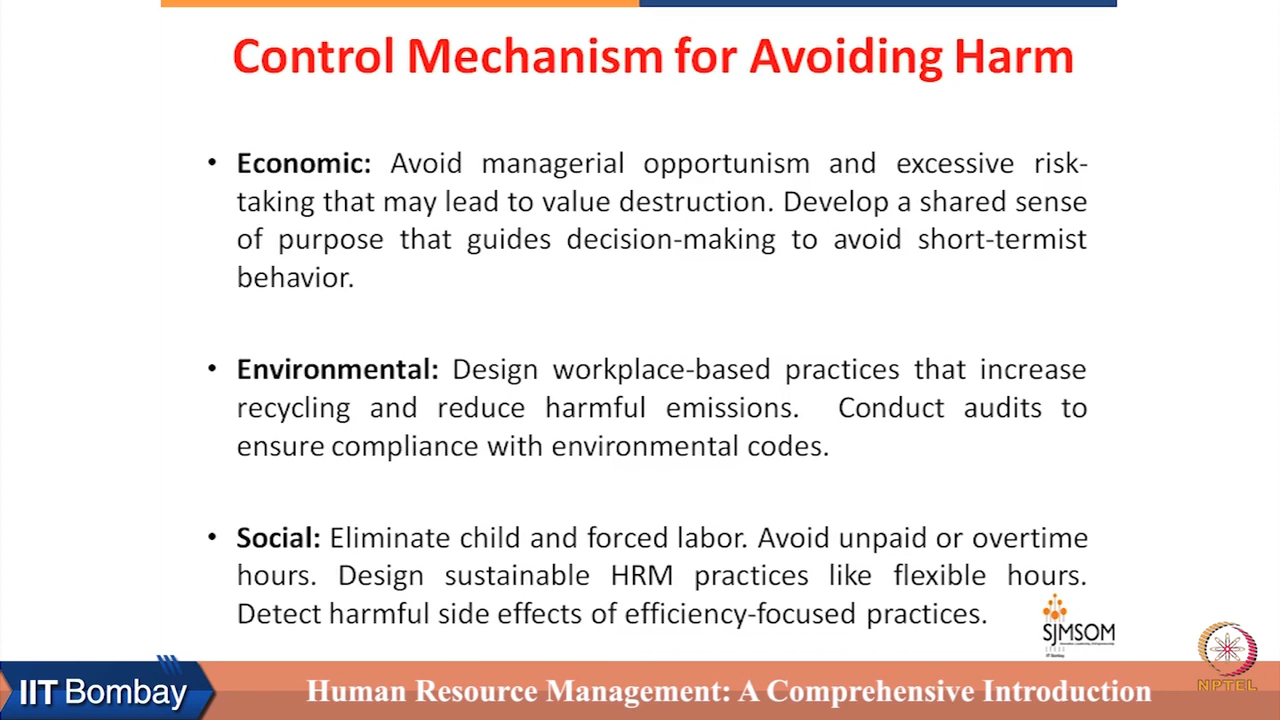 Control Mechanism for Avoiding Harm
• Economic: Avoid managerial opportunism and excessive risk-
taking that may lead to value destruction. Develop a shared sense
of purpose that guides decision-making to avoid short-termist
behavior.
• Environmental: Design workplace-based practices that increase
recycling and reduce harmful emissions. Conduct audits to
ensure compliance with environmental codes.
• Social: Eliminate child and forced labor. Avoid unpaid or overtime
hours. Design sustainable HRM practices like flexible hours.
Detect harmful side effects of efficiency-focused practices.
SJMSOM
IIT Bombay
IIT Bombay
Human Resource Management: A Comprehensive Introduction
NPTEL